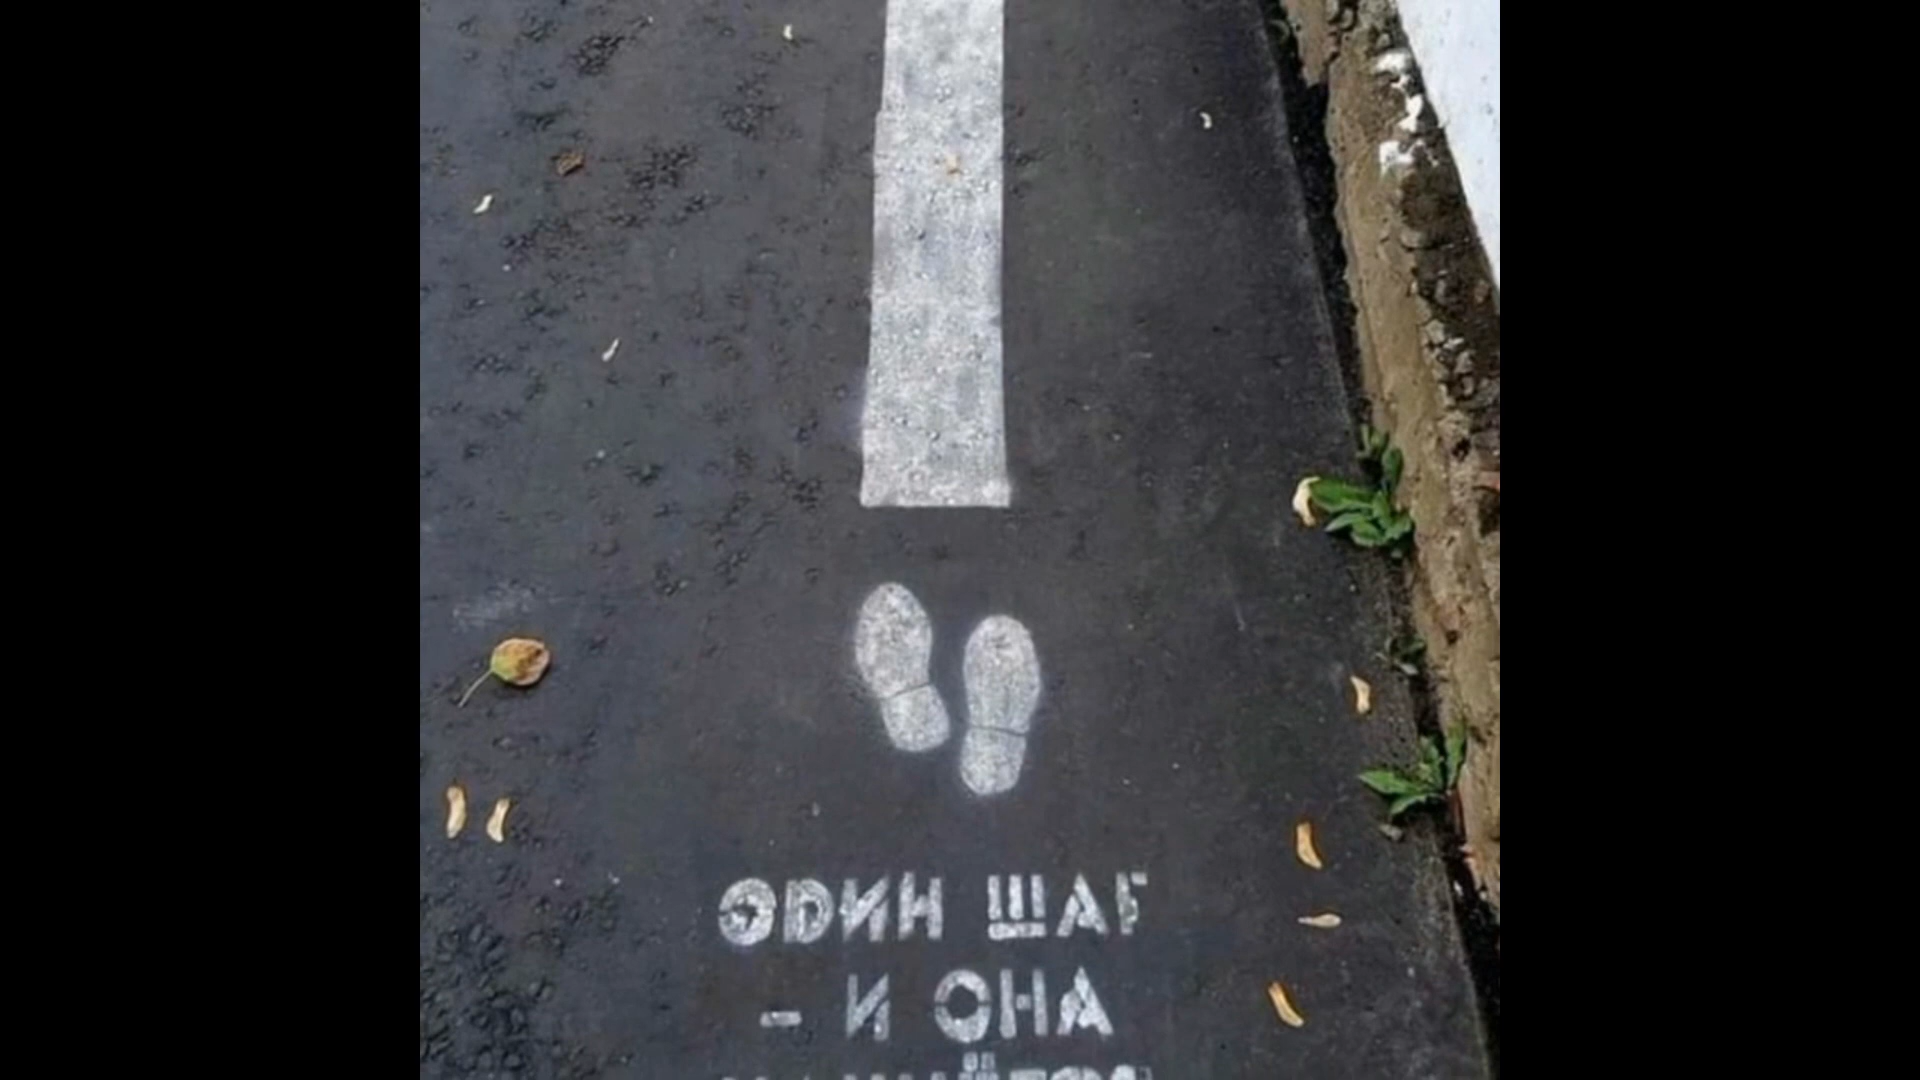 ОДИН ШАГ
– И ОНА